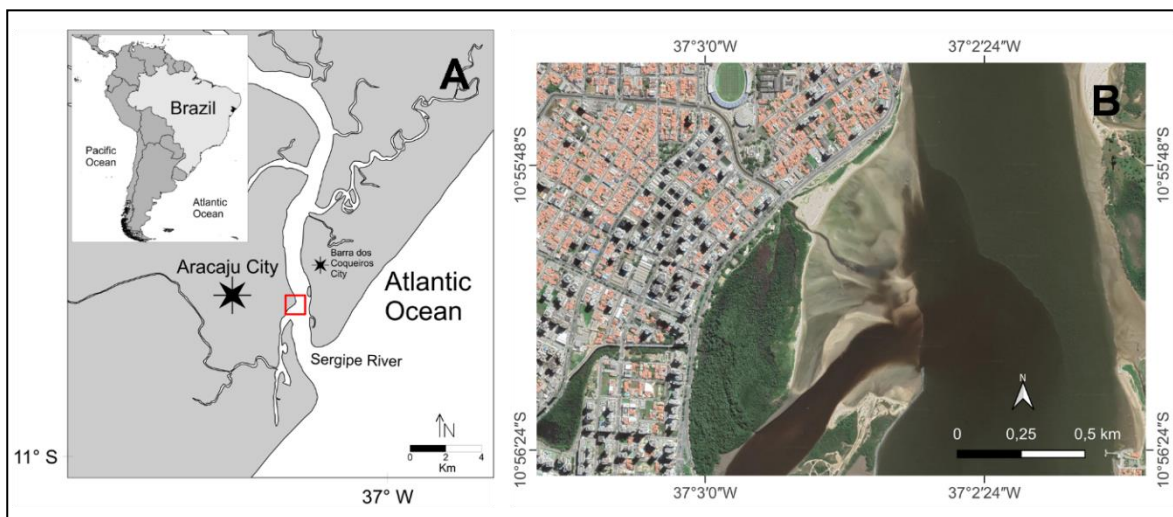 A
Brazil
Pacific
Ocean
Atlantic
Ocean
Aracaju City
Barra dos
Coqueiros
City
Atlantic
Ocean
Sergipe River
N
0 2 4
Km
11° S
37° W
37°3'0"W 37°2'24"W
B
10°55'48"S
10°55'48"S
10°56'24"S
10°56'24"S
N
0 0,25 0,5 km
37°3'0"W 37°2'24"W